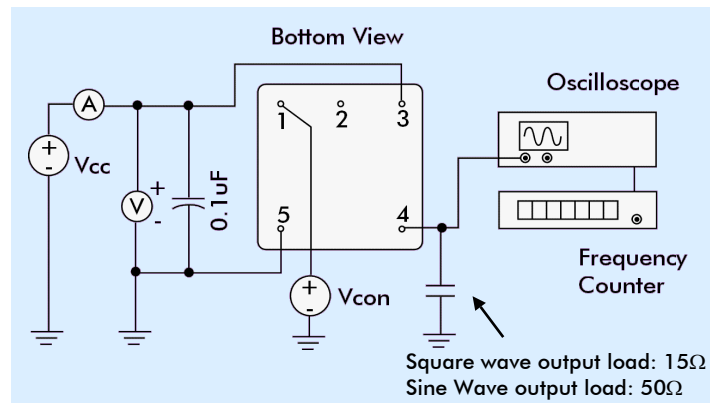 Bottom View
Oscilloscope
A
1 2 3
+
-
Vcc
V
+
-
0.1uF
5
4
+
-
Vcon
Frequency
Counter
Square wave output load: 15Ω
Sine Wave output load: 50Ω